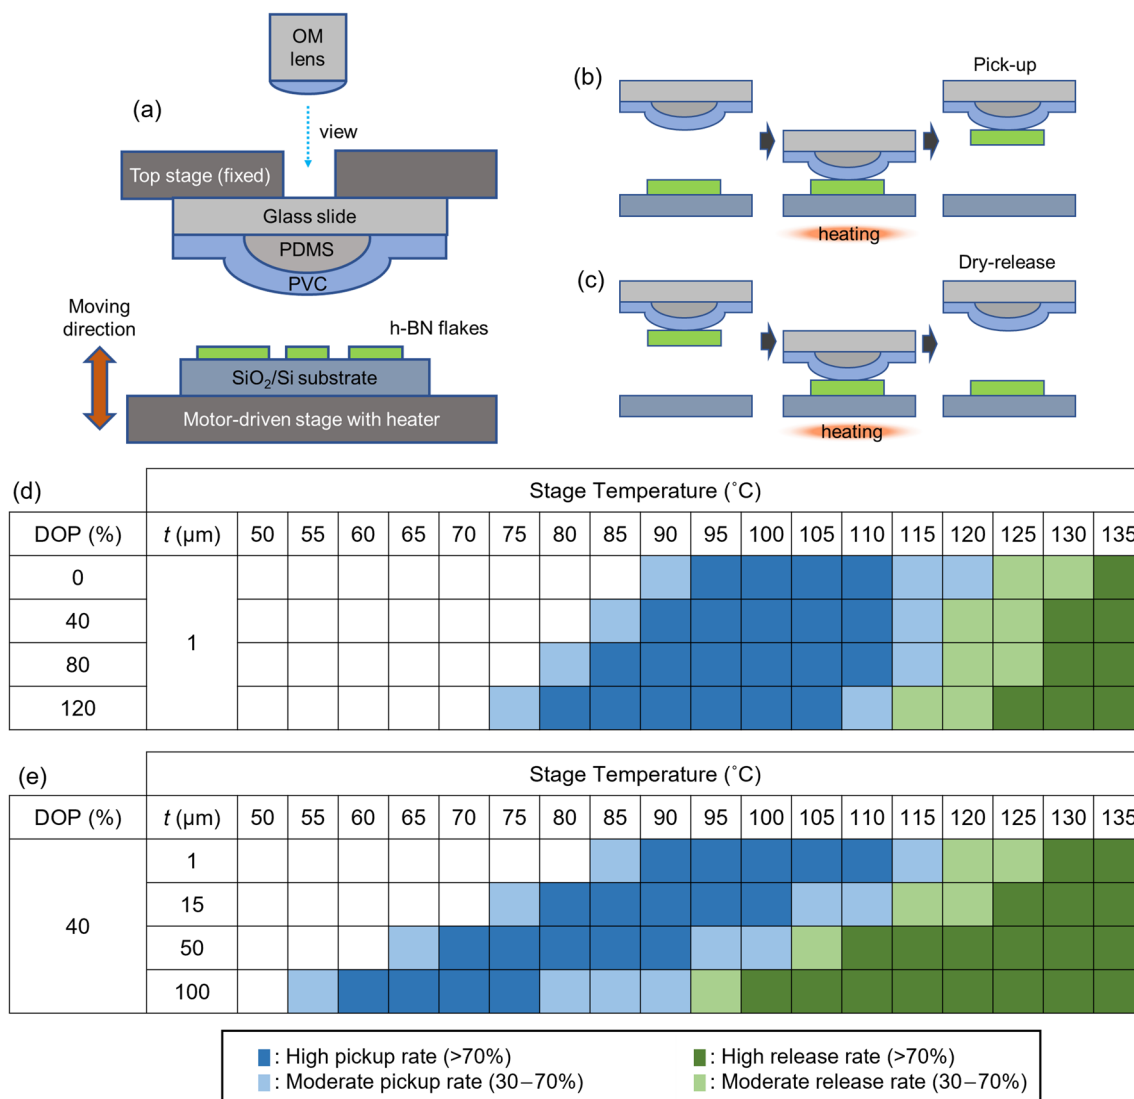 OM
lens
(a)
view
Top stage (fixed)
Glass slide
PDMS
PVC
Moving
direction
h-BN flakes
SiO₂/Si substrate
Motor-driven stage with heater
(b)
Pick-up
heating
(c)
Dry-release
heating
(d)
Stage Temperature (˚C)
DOP (%) t (μm) 50 55 60 65 70 75 80 85 90 95 100 105 110 115 120 125 130 135
0
40
1
80
120
(e)
Stage Temperature (˚C)
DOP (%) t (μm) 50 55 60 65 70 75 80 85 90 95 100 105 110 115 120 125 130 135
1
15
40
50
100
: High pickup rate (>70%) : High release rate (>70%)
: Moderate pickup rate (30–70%) : Moderate release rate (30–70%)